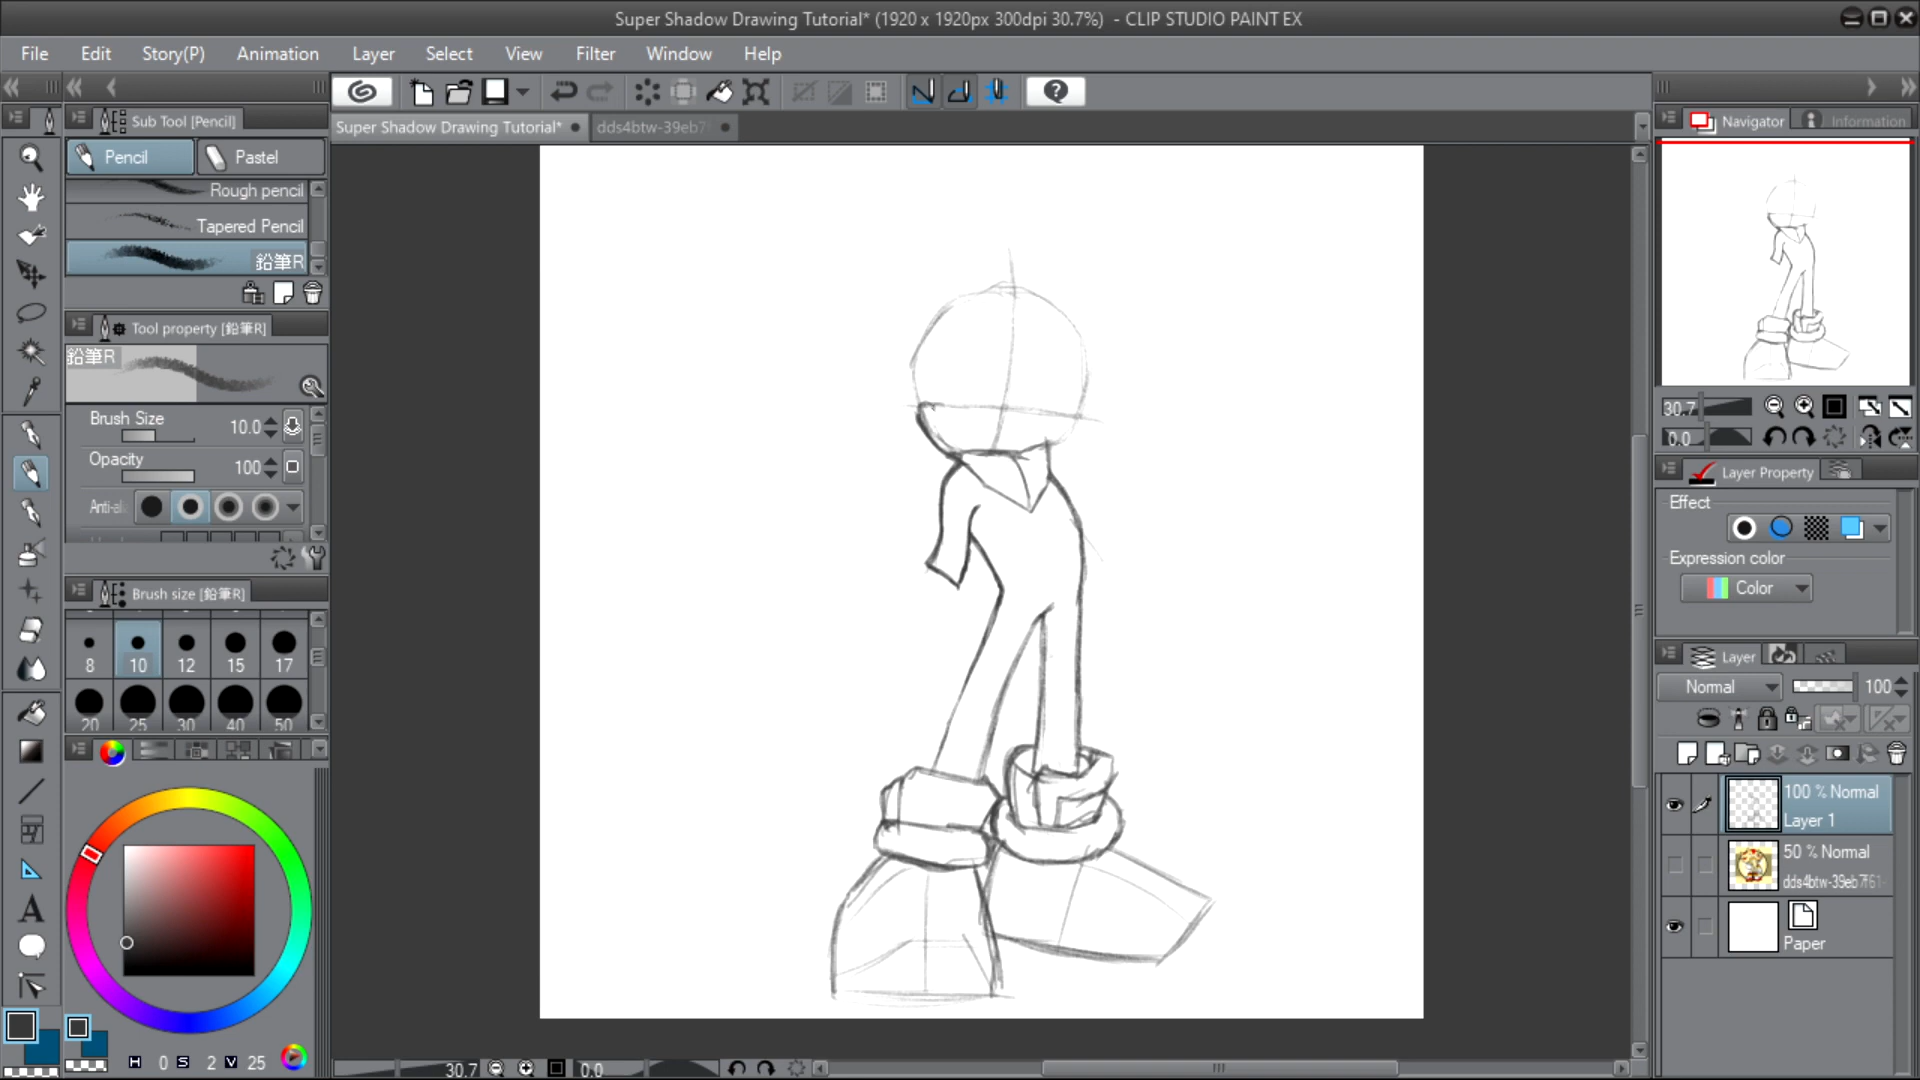 Super Shadow Drawing Tutorial* (1920 x 1920px 300dpi 30.7%) - CLIP STUDIO PAINT EX
File Edit Story(P) Animation Layer Select View Filter Window Help
Sub Tool [Pencil]
Pencil Pastel
Rough pencil
Tapered Pencil
鉛筆R
Tool property [鉛筆R]
鉛筆R
Brush Size 10.0
Opacity 100
Anti-al
Brush size [鉛筆R]
8 10 12 15 17
20 25 30 40 50
H 0 S 2 V 25
Super Shadow Drawing Tutorial* dds4btw-39eb7f
30.7 0.0
Navigator Information
30.7
0.0
Layer Property
Effect
Expression color
Color
Layer
Normal 100
100 % Normal
Layer 1
50 % Normal
dds4btw-39eb7f61-
Paper